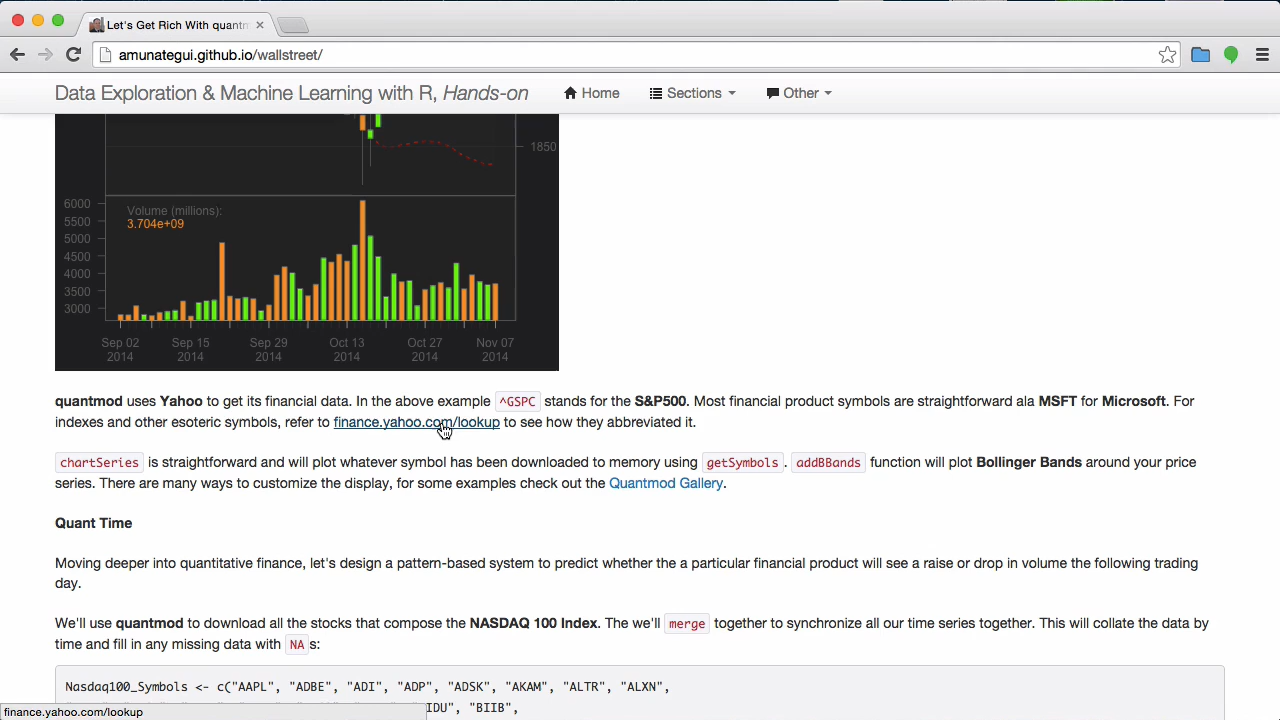 Let's Get Rich With quantm
amunategui.github.io/wallstreet/
Data Exploration & Machine Learning with R, Hands-on Home Sections Other
1850
6000
5500
5000
4500
4000
3500
3000
Volume (millions):
3.704e+09
Sep 02 Sep 15 Sep 29 Oct 13 Oct 27 Nov 07
2014 2014 2014 2014 2014 2014
quantmod uses Yahoo to get its financial data. In the above example ^GSPC stands for the S&P500. Most financial product symbols are straightforward ala MSFT for Microsoft. For
indexes and other esoteric symbols, refer to finance.yahoo.com/lookup to see how they abbreviated it.
chartSeries is straightforward and will plot whatever symbol has been downloaded to memory using getSymbols. addBBands function will plot Bollinger Bands around your price
series. There are many ways to customize the display, for some examples check out the Quantmod Gallery.
Quant Time
Moving deeper into quantitative finance, let's design a pattern-based system to predict whether the a particular financial product will see a raise or drop in volume the following trading
day.
We'll use quantmod to download all the stocks that compose the NASDAQ 100 Index. The we'll merge together to synchronize all our time series together. This will collate the data by
time and fill in any missing data with NA s:
Nasdaq100_Symbols <- c("AAPL", "ADBE", "ADI", "ADP", "ADSK", "AKAM", "ALTR", "ALXN",
IDU", "BIIB",
finance.yahoo.com/lookup